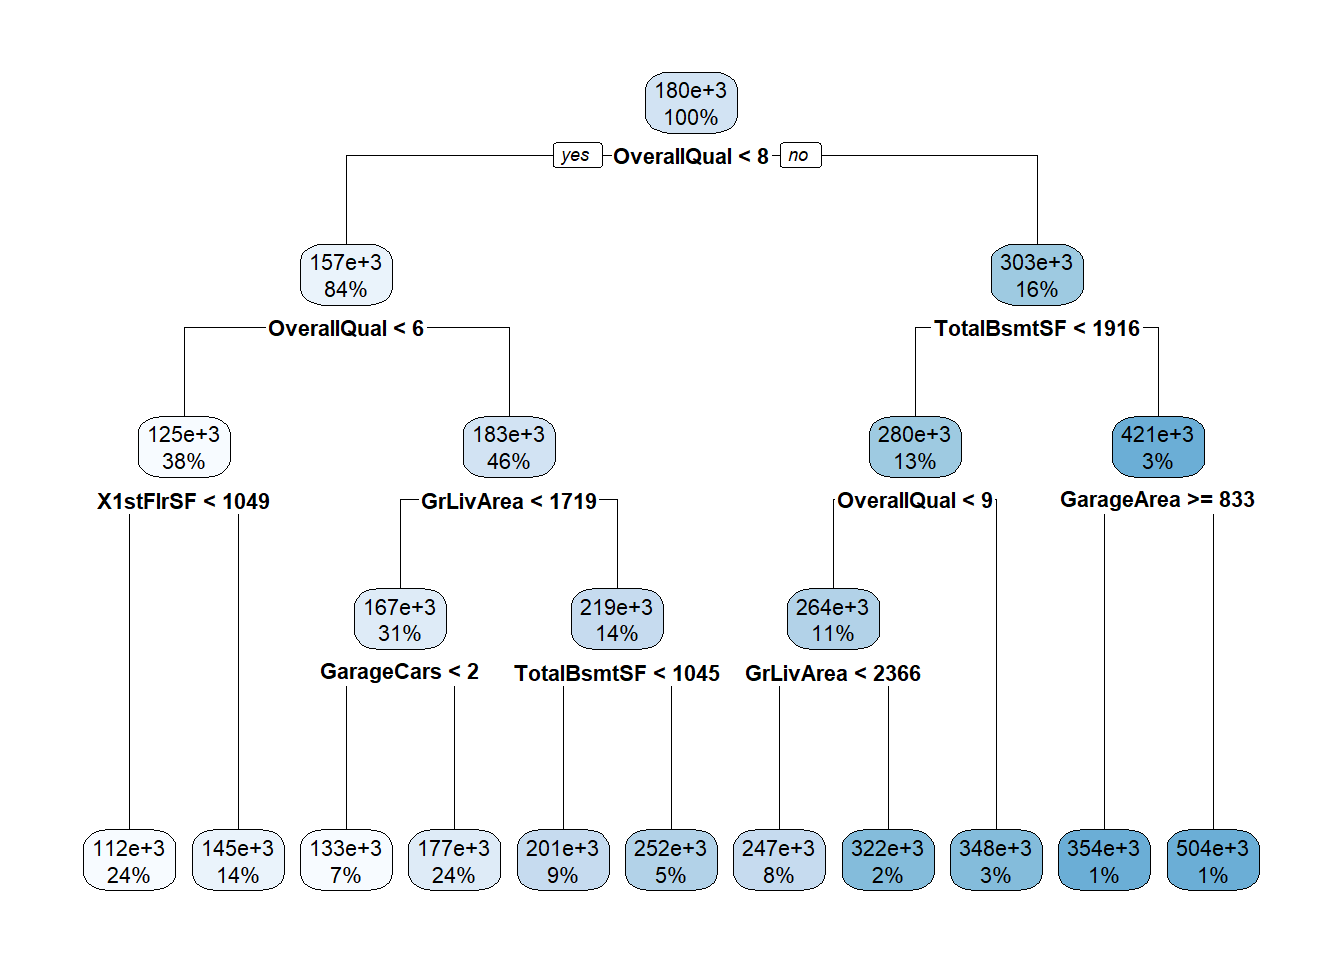 180e+3
100%
yes OverallQual < 8 no
157e+3
84%
303e+3
16%
OverallQual < 6
TotalBsmtSF < 1916
125e+3
38%
183e+3
46%
280e+3
13%
421e+3
3%
X1stFlrSF < 1049
GrLivArea < 1719
OverallQual < 9
GarageArea >= 833
167e+3
31%
219e+3
14%
264e+3
11%
GarageCars < 2
TotalBsmtSF < 1045
GrLivArea < 2366
112e+3
24%
145e+3
14%
133e+3
7%
177e+3
24%
201e+3
9%
252e+3
5%
247e+3
8%
322e+3
2%
348e+3
3%
354e+3
1%
504e+3
1%